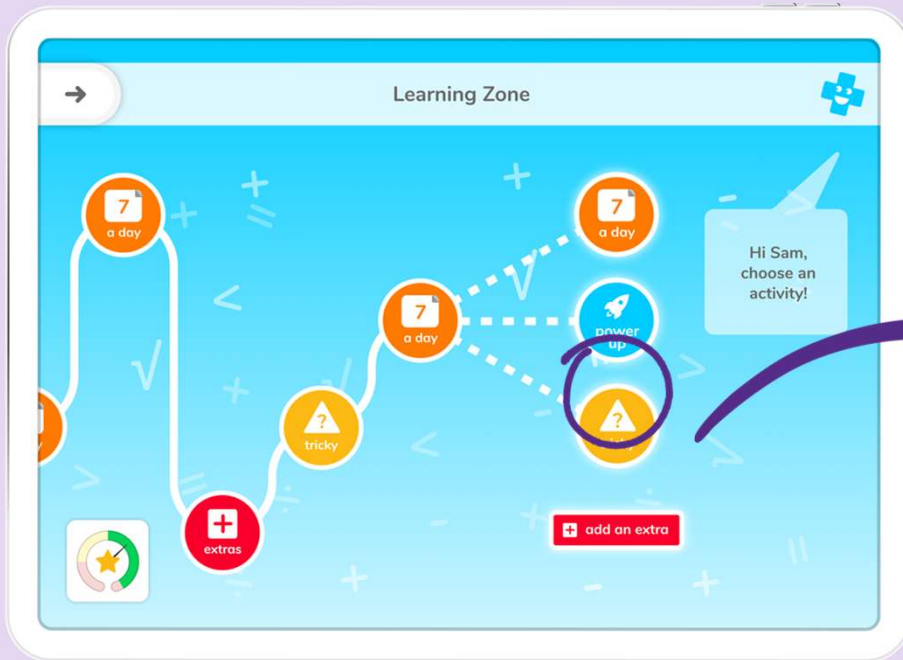 Learning Zone
7
a day
7
a day
Hi Sam,
choose an
activity!
7
a day
power
up
?
tricky
?
+
extras
+ add an extra